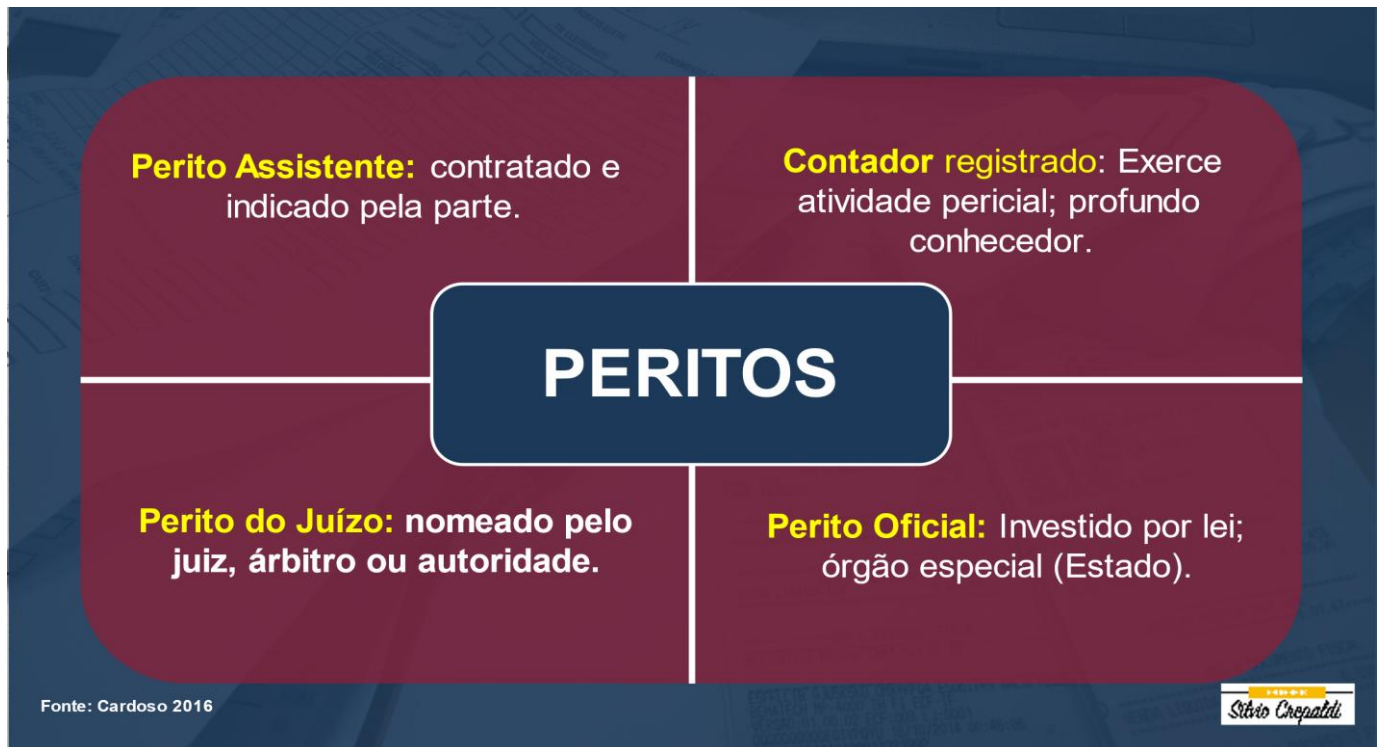 Perito Assistente: contratado e
indicado pela parte.
Contador registrado: Exerce
atividade pericial; profundo
conhecedor.
PERITOS
Perito do Juízo: nomeado pelo
juiz, árbitro ou autoridade.
Perito Oficial: Investido por lei;
órgão especial (Estado).
Fonte: Cardoso 2016
Silvio Crepaldi